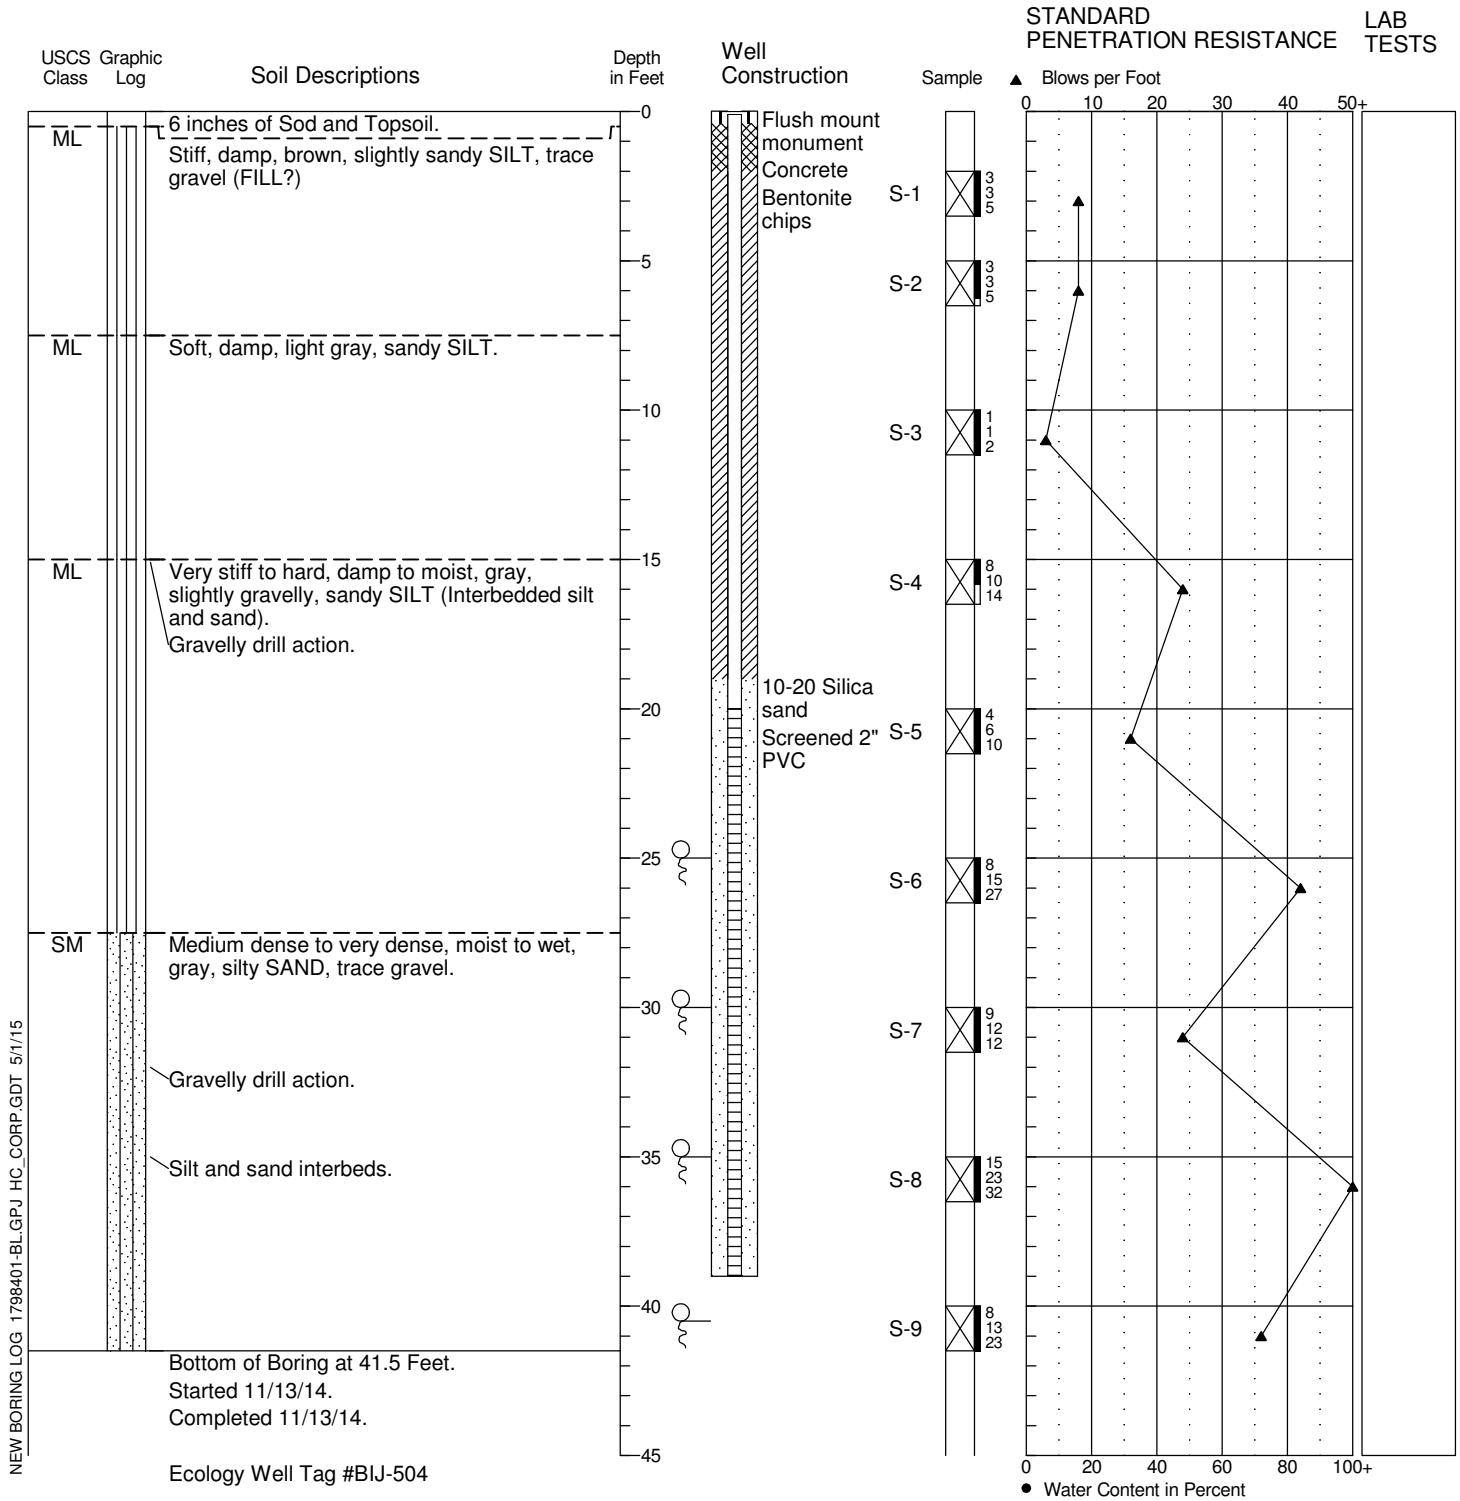 STANDARD
PENETRATION RESISTANCE
LAB
TESTS
USCS Graphic
Class Log
Soil Descriptions
Depth
in Feet
Well
Construction
Sample
▲ Blows per Foot
0 10 20 30 40 50+
ML
6 inches of Sod and Topsoil.
Stiff, damp, brown, slightly sandy SILT, trace
gravel (FILL?)
ML
Soft, damp, light gray, sandy SILT.
ML
Very stiff to hard, damp to moist, gray,
slightly gravelly, sandy SILT (Interbedded silt
and sand).
Gravelly drill action.
SM
Medium dense to very dense, moist to wet,
gray, silty SAND, trace gravel.
Gravelly drill action.
Silt and sand interbeds.
Bottom of Boring at 41.5 Feet.
Started 11/13/14.
Completed 11/13/14.
Ecology Well Tag #BIJ-504
0
5
10
15
20
25
30
35
40
45
Flush mount
monument
Concrete
Bentonite
chips
10-20 Silica
sand
Screened 2"
PVC
S-1
3
3
5
S-2
3
3
5
S-3
1
1
2
S-4
8
10
14
S-5
4
6
10
S-6
8
15
27
S-7
9
12
12
S-8
15
23
32
S-9
8
13
23
0 20 40 60 80 100+
● Water Content in Percent
NEW BORING LOG 1798401-BL.GPJ HC_CORP.GDT 5/1/15